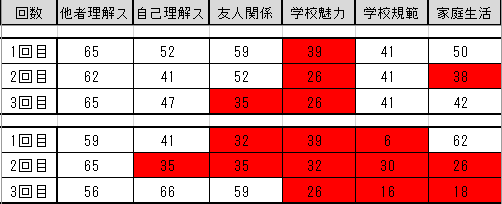 回数 他者理解ス 自己理解ス 友人関係 学校魅力 学校規範 家庭生活
1回目 65 52 59 39 41 50
2回目 62 41 52 26 41 38
3回目 65 47 35 26 41 42
1回目 59 41 32 39 6 62
2回目 65 35 35 32 30 26
3回目 56 66 59 26 16 18